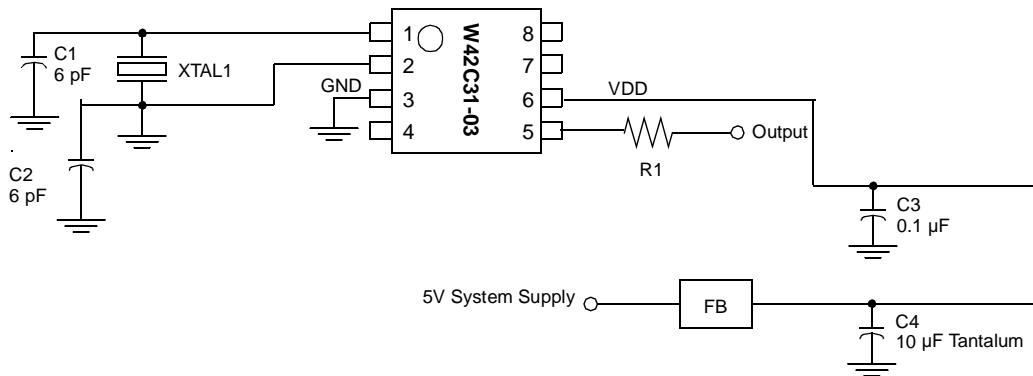 C1
6 pF
XTAL1
C2
6 pF
GND
1
2
3
4
W42C31-03
8
7
6
5
VDD
R1
Output
C3
0.1 µF
5V System Supply
FB
C4
10 µF Tantalum